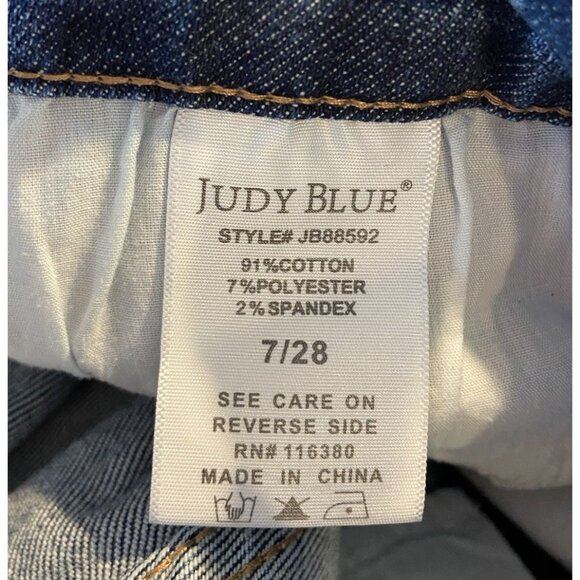 JUDY BLUE®
STYLE# JB88592
91%COTTON
7%POLYESTER
2%SPANDEX
7/28
SEE CARE ON
REVERSE SIDE
RN# 116380
MADE IN CHINA